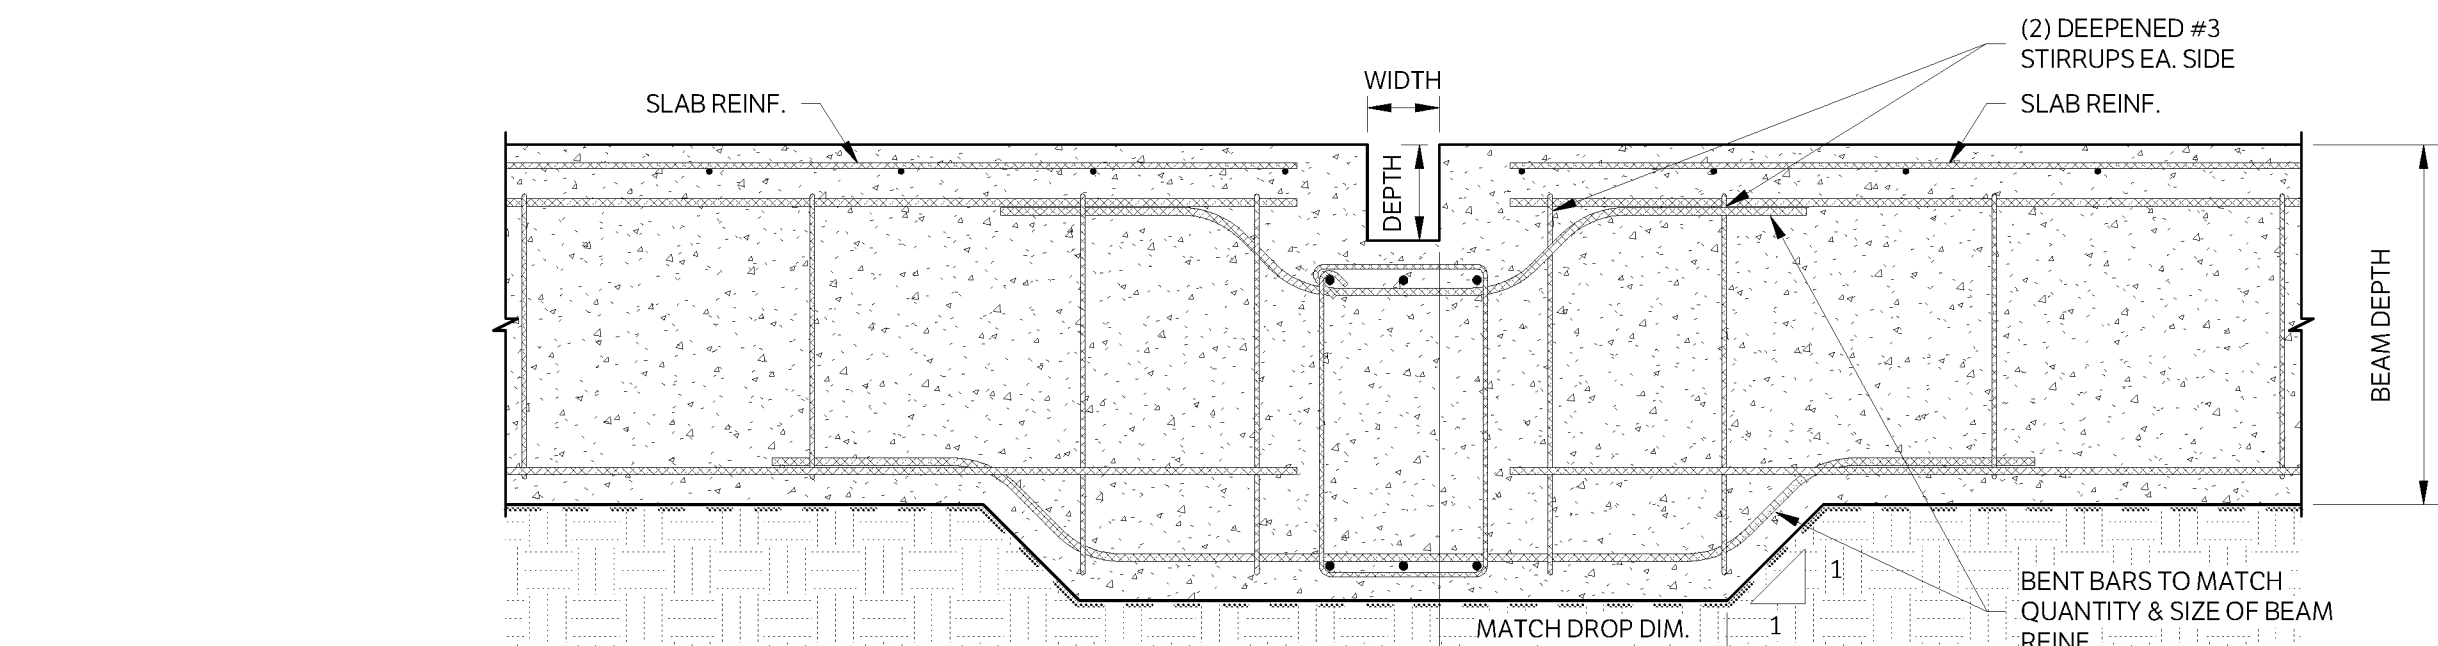 (2) DEEPENED #3
STIRRUPS EA. SIDE
WIDTH
SLAB REINF.
SLAB REINF.
DEPTH
BEAM DEPTH
1
BENT BARS TO MATCH
QUANTITY & SIZE OF BEAM
REINF.
MATCH DROP DIM.
1